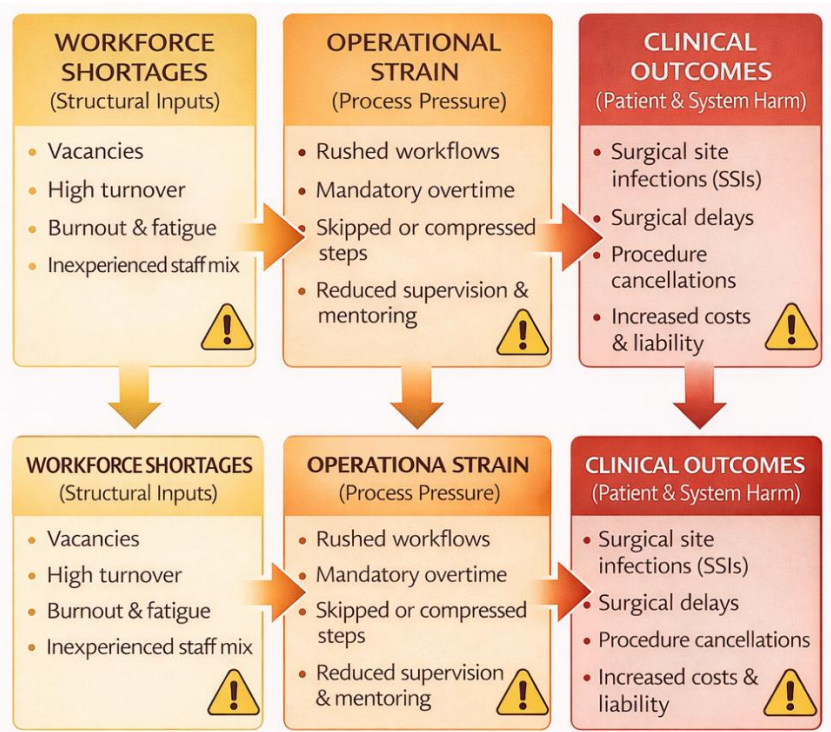 WORKFORCE
SHORTAGES
(Structural Inputs)
• Vacancies
• High turnover
• Burnout & fatigue
• Inexperienced staff mix
OPERATIONAL
STRAIN
(Process Pressure)
• Rushed workflows
• Mandatory overtime
• Skipped or compressed
steps
• Reduced supervision &
mentoring
CLINICAL
OUTCOMES
(Patient & System Harm)
• Surgical site
infections (SSIs)
• Surgical delays
• Procedure
cancellations
• Increased costs
& liability
WORKFORCE SHORTAGES
(Structural Inputs)
• Vacancies
• High turnover
• Burnout & fatigue
• Inexperienced staff mix
OPERATIONA STRAIN
(Process Pressure)
• Rushed workflows
• Mandatory overtime
• Skipped or compressed
steps
• Reduced supervision
& mentoring
CLINICAL OUTCOMES
(Patient & System Harm)
• Surgical site
infections (SSIs)
• Surgical delays
• Procedure cancellations
• Increased costs &
liability